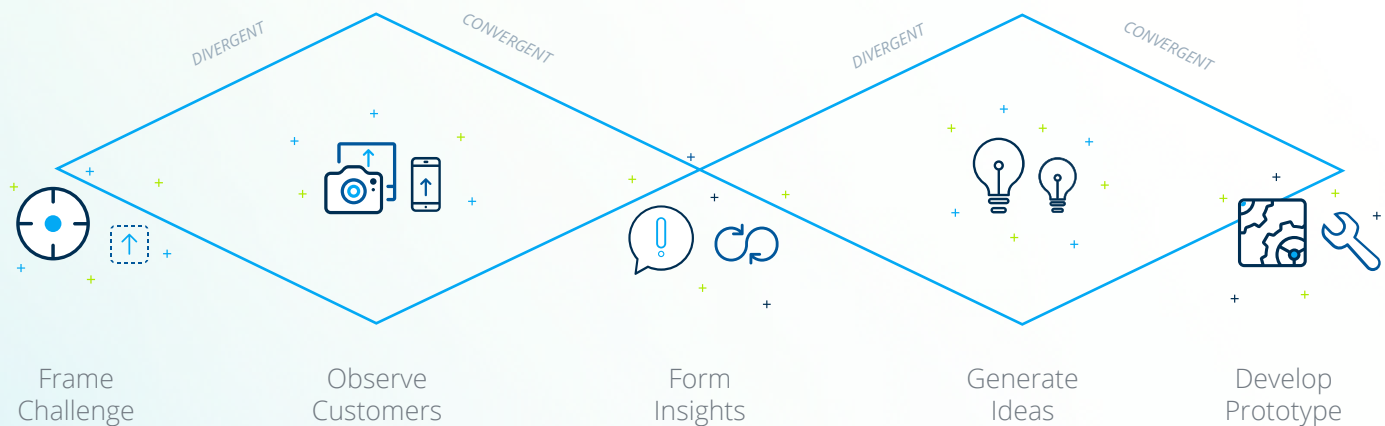 DIVERGENT
CONVERGENT
DIVERGENT
CONVERGENT
Frame
Challenge
Observe
Customers
Form
Insights
Generate
Ideas
Develop
Prototype